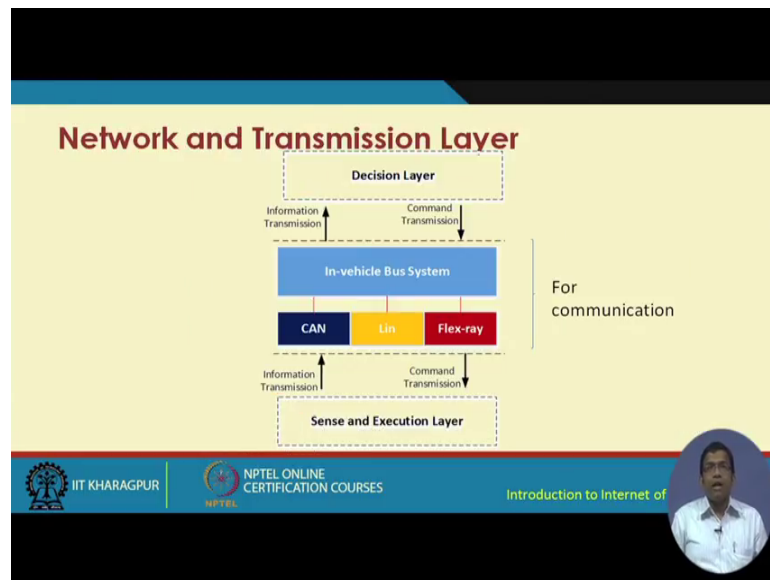 Network and Transmission Layer
Decision Layer
Information
Transmission
Command
Transmission
In-vehicle Bus System
CAN
Lin
Flex-ray
For
communication
Information
Transmission
Command
Transmission
Sense and Execution Layer
IIT KHARAGPUR
NPTEL
NPTEL ONLINE
CERTIFICATION COURSES
Introduction to Internet of